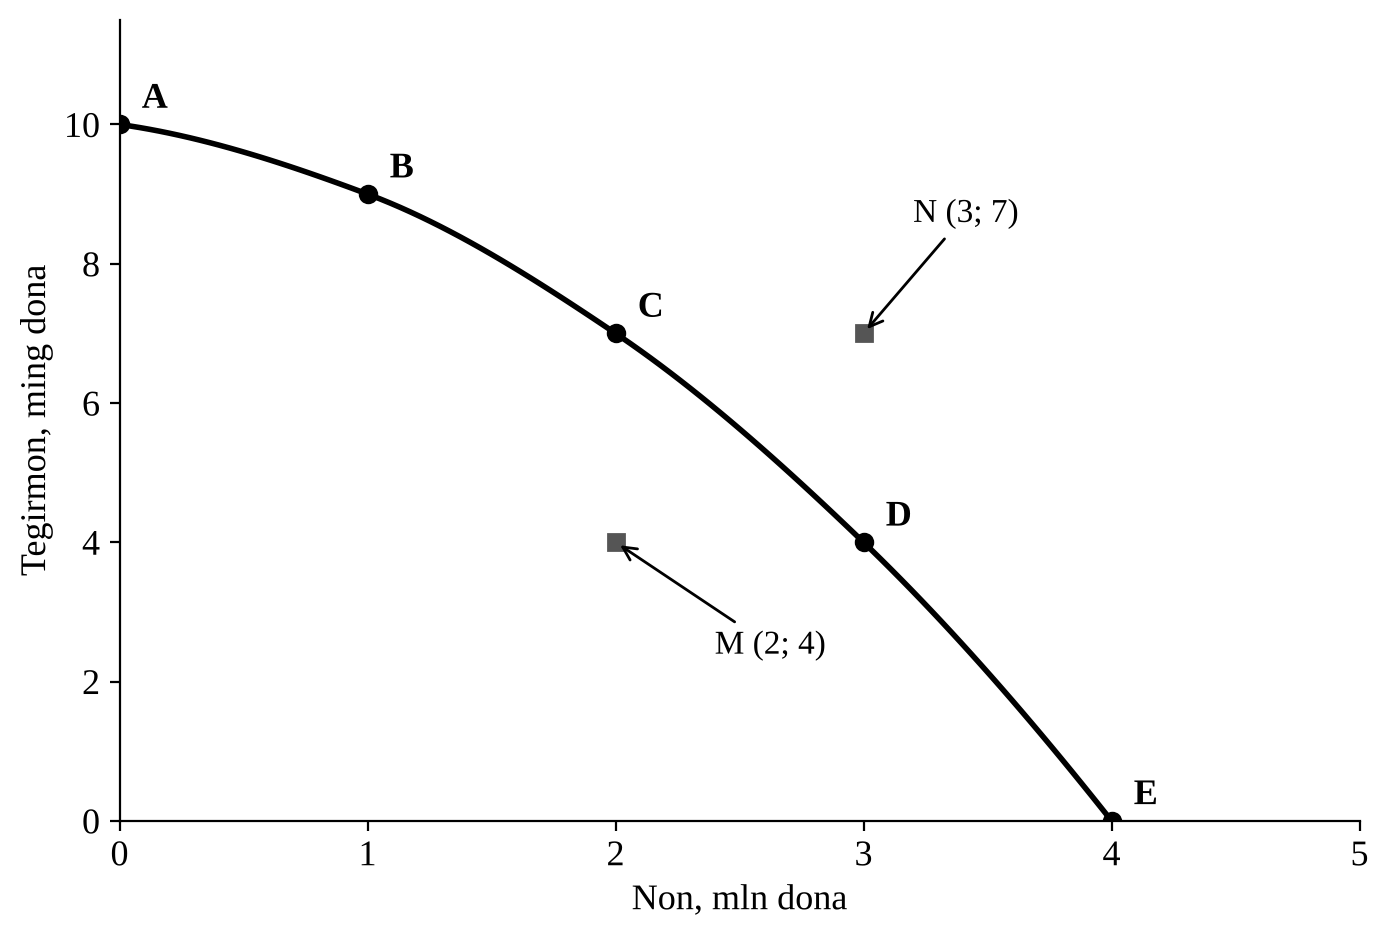 A
10
B
N (3; 7)
8
C
6
Tegirmon, ming dona
D
4
M (2; 4)
2
E
0
0 1 2 3 4 5
Non, mln dona